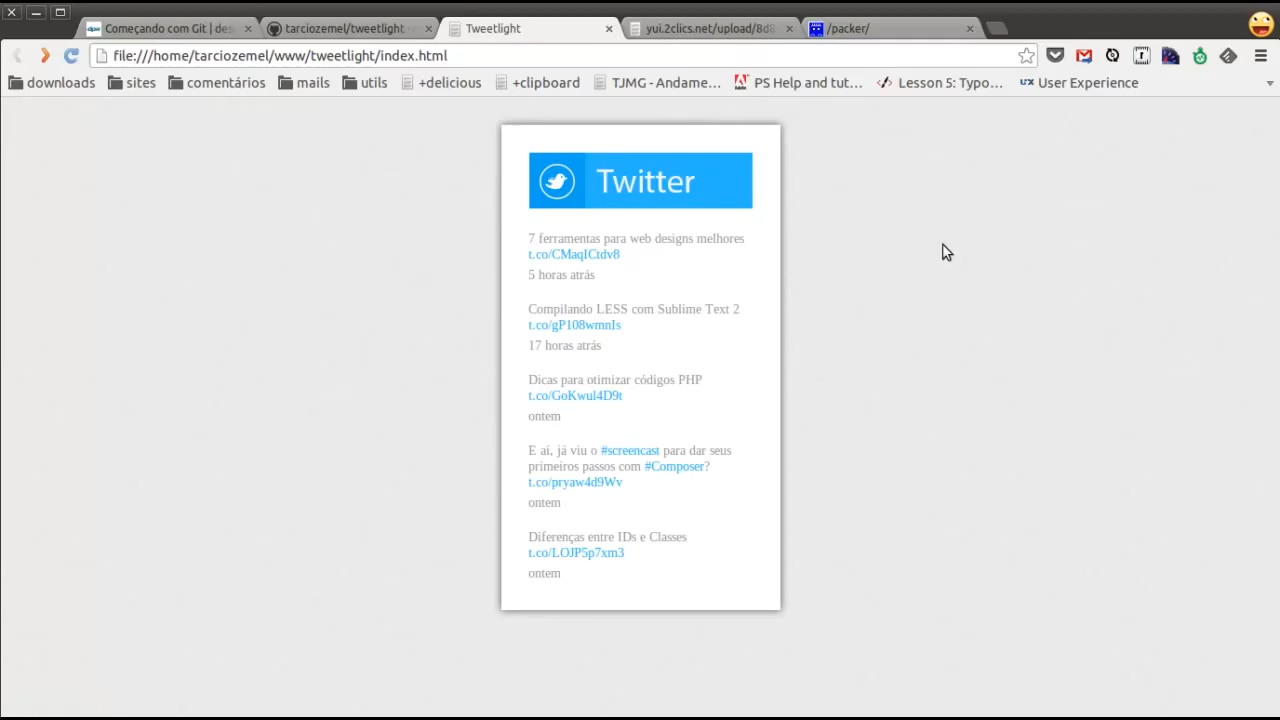 Começando com Git | des
tarciozemel/tweetlight
Tweetlight
yui.2clics.net/upload/8d8
/packer/
file:///home/tarciozemel/www/tweetlight/index.html
downloads sites comentários mails utils +delicious +clipboard TJMG - Andame... PS Help and tut... Lesson 5: Typo... UX User Experience
Twitter
7 ferramentas para web designs melhores
t.co/CMaqICtdv8
5 horas atrás
Compilando LESS com Sublime Text 2
t.co/gP108wmnIs
17 horas atrás
Dicas para otimizar códigos PHP
t.co/GoKwul4D9t
ontem
E aí, já viu o #screencast para dar seus
primeiros passos com #Composer?
t.co/pryaw4d9Wv
ontem
Diferenças entre IDs e Classes
t.co/LOJP5p7xm3
ontem